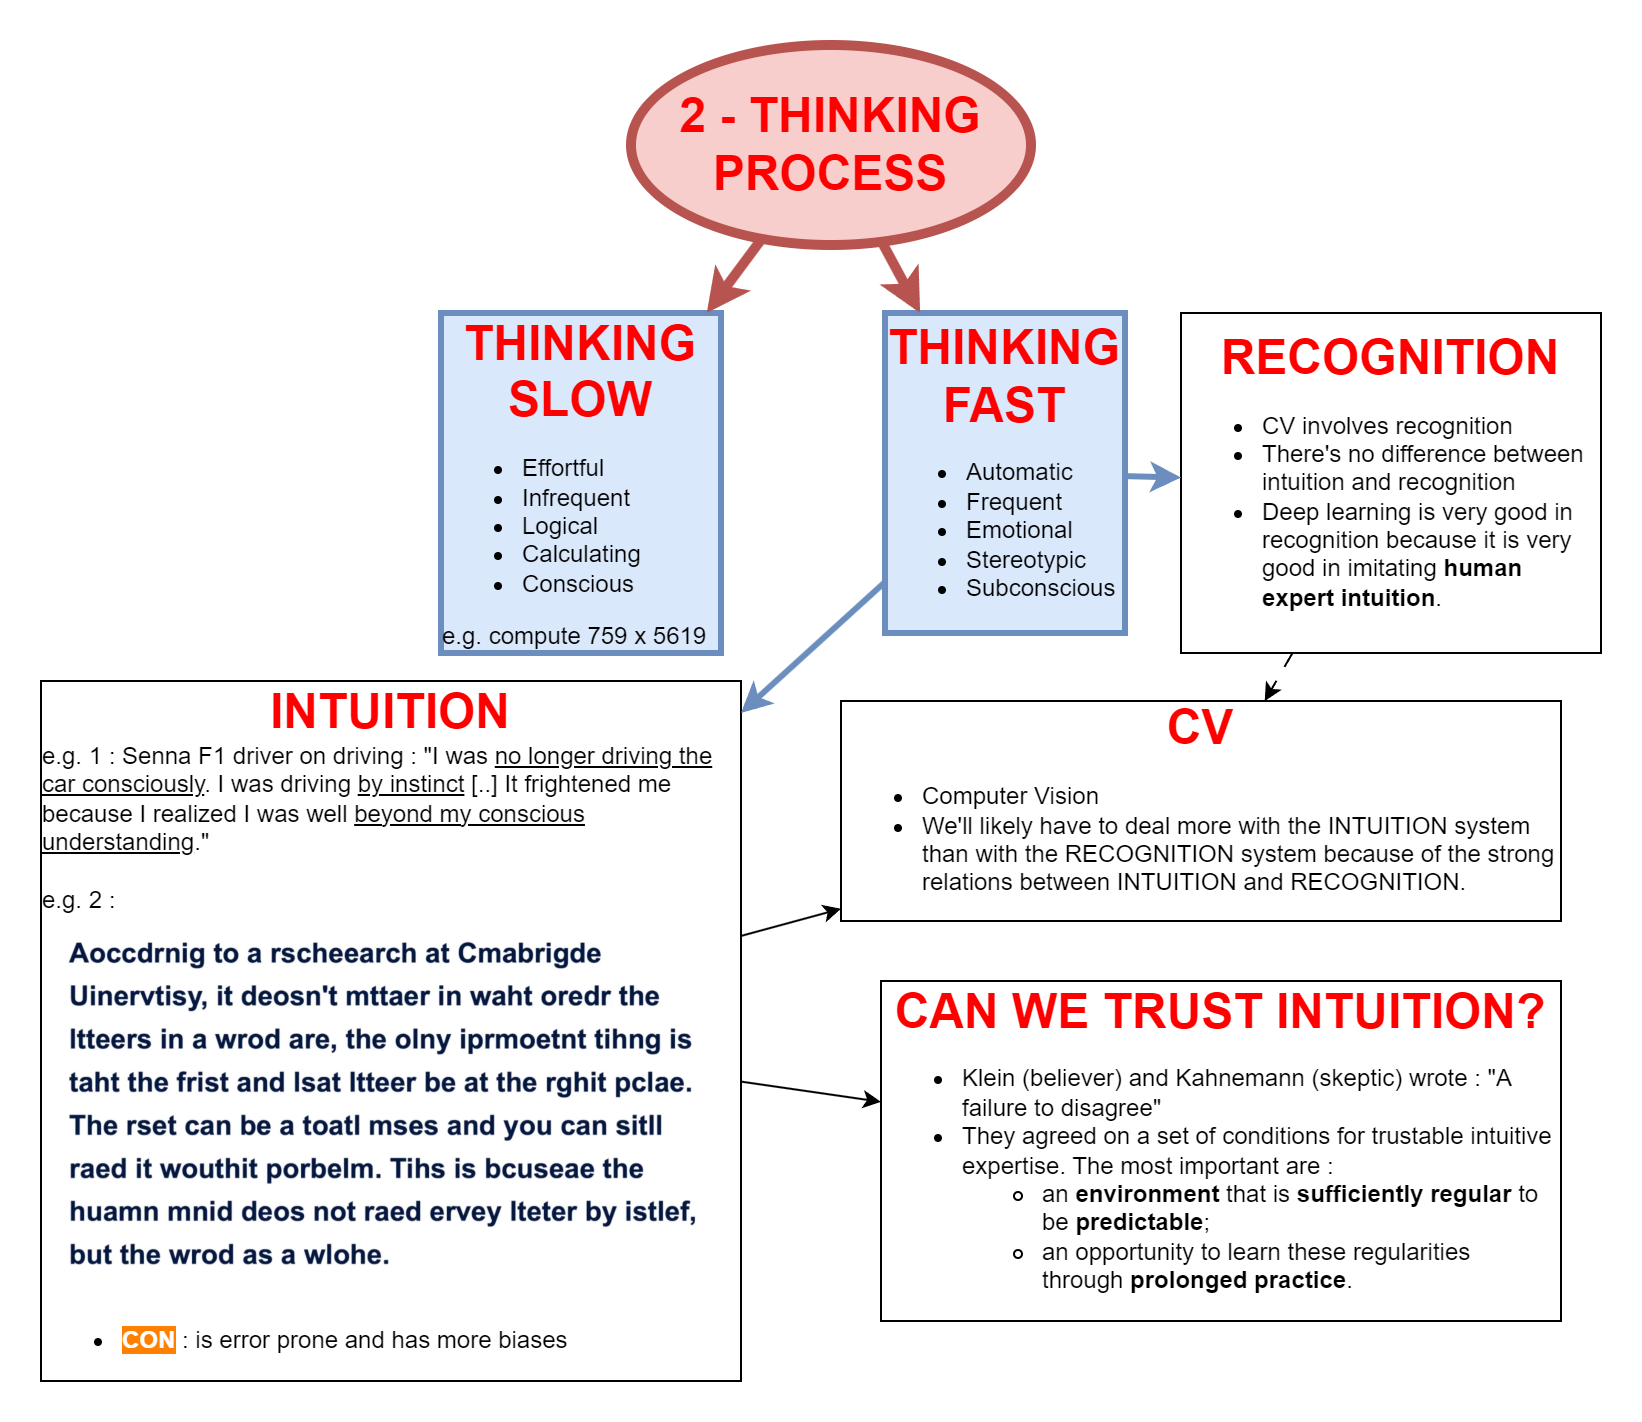 2 - THINKING
PROCESS
THINKING
SLOW
Effortful
Infrequent
Logical
Calculating
Conscious
e.g. compute 759 x 5619
THINKING
FAST
Automatic
Frequent
Emotional
Stereotypic
Subconscious
RECOGNITION
CV involves recognition
There's no difference between
intuition and recognition
Deep learning is very good in
recognition because it is very
good in imitating human
expert intuition.
INTUITION
e.g. 1 : Senna F1 driver on driving : "I was no longer driving the
car consciously. I was driving by instinct [..] It frightened me
because I realized I was well beyond my conscious
understanding."
e.g. 2 :
Aoccdrnig to a rscheearch at Cmabrigde
Uinervtisy, it deosn't mttaer in waht oredr the
ltteers in a wrod are, the olny iprmoetnt tihng is
taht the frist and lsat ltteer be at the rghit pclae.
The rset can be a toatl mses and you can sitll
raed it wouthit porbelm. Tihs is bcuseae the
huamn mnid deos not raed ervey lteter by istlef,
but the wrod as a wlohe.
CON : is error prone and has more biases
CV
Computer Vision
We'll likely have to deal more with the INTUITION system
than with the RECOGNITION system because of the strong
relations between INTUITION and RECOGNITION.
CAN WE TRUST INTUITION?
Klein (believer) and Kahnemann (skeptic) wrote : "A
failure to disagree"
They agreed on a set of conditions for trustable intuitive
expertise. The most important are :
an environment that is sufficiently regular to
be predictable;
an opportunity to learn these regularities
through prolonged practice.